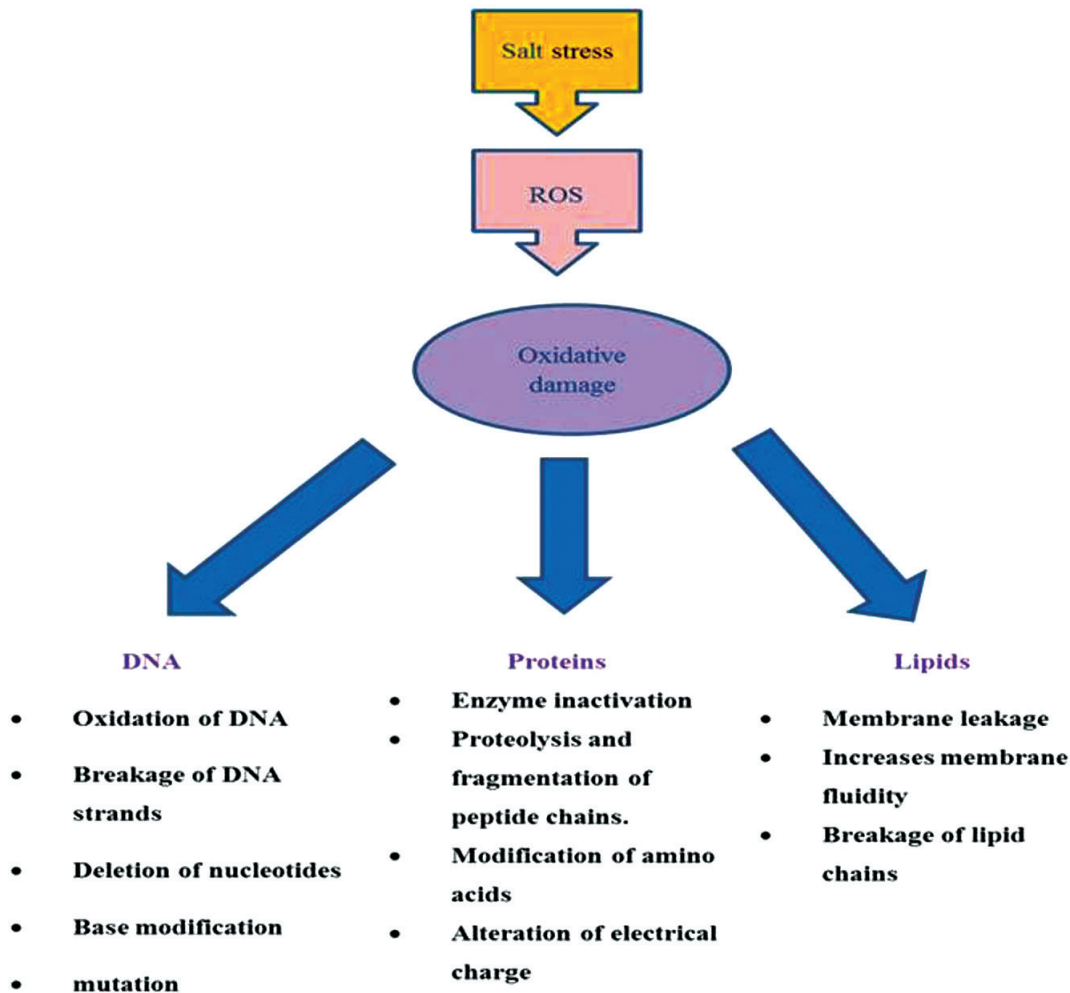 Salt stress
ROS
Oxidative
damage
DNA
• Oxidation of DNA
• Breakage of DNA
strands
• Deletion of nucleotides
• Base modification
• mutation
Proteins
• Enzyme inactivation
• Proteolysis and
fragmentation of
peptide chains.
• Modification of amino
acids
• Alteration of electrical
charge
Lipids
• Membrane leakage
• Increases membrane
fluidity
• Breakage of lipid
chains